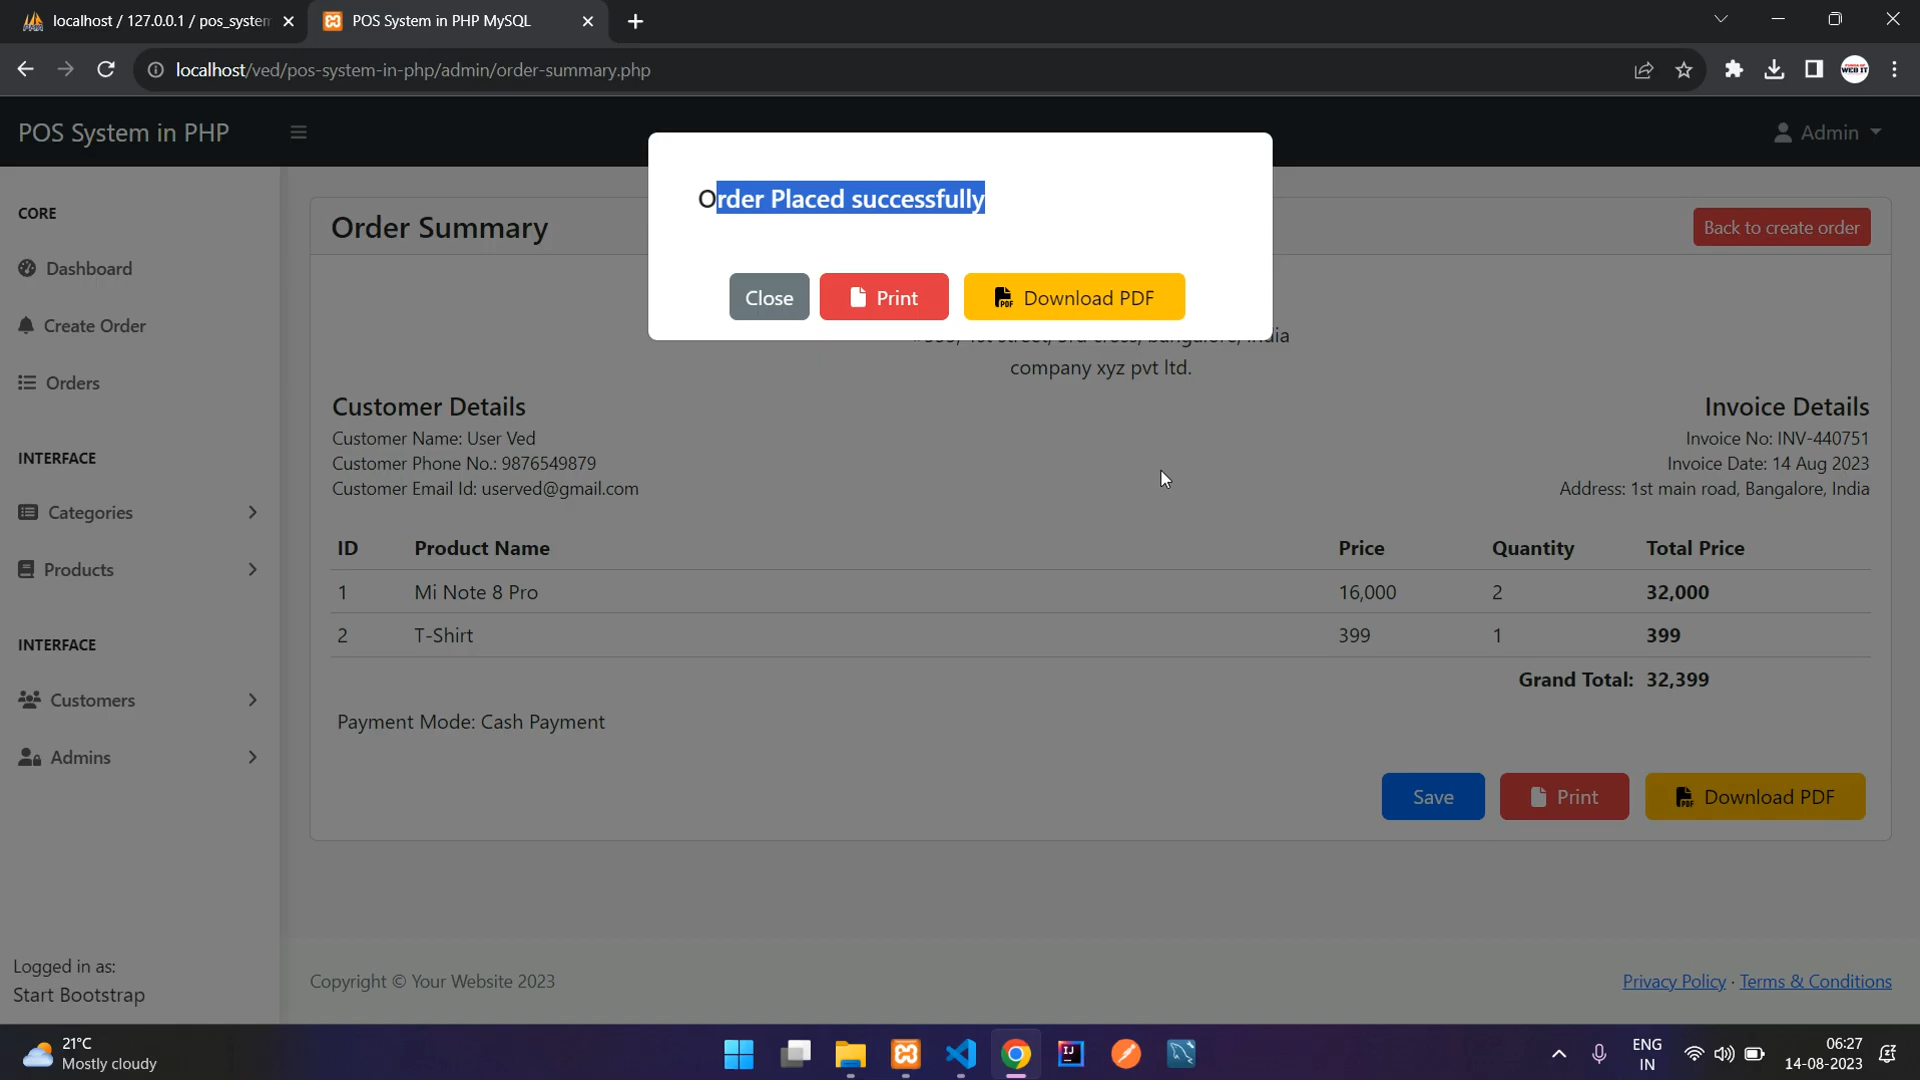 localhost / 127.0.0.1 / pos_system
POS System in PHP MySQL
localhost/ved/pos-system-in-php/admin/order-summary.php
WEB IT
POS System in PHP
Admin
Order Placed successfully
Close
Print
Download PDF
CORE
Dashboard
Create Order
Orders
INTERFACE
Categories
Products
INTERFACE
Customers
Admins
Logged in as:
Start Bootstrap
Order Summary
Back to create order
company xyz pvt ltd.
Customer Details
Customer Name: User Ved
Customer Phone No.: 9876549879
Customer Email Id: userved@gmail.com
Invoice Details
Invoice No: INV-440751
Invoice Date: 14 Aug 2023
Address: 1st main road, Bangalore, India
ID Product Name Price Quantity Total Price
1 Mi Note 8 Pro 16,000 2 32,000
2 T-Shirt 399 1 399
Grand Total: 32,399
Payment Mode: Cash Payment
Save
Print
Download PDF
Copyright © Your Website 2023
Privacy Policy · Terms & Conditions
21°C
Mostly cloudy
ENG
IN
06:27
14-08-2023